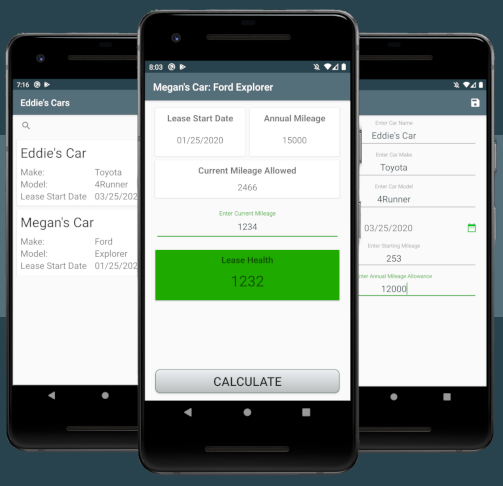 7:16
Eddie's Cars
Eddie's Car
Make: Toyota
Model: 4Runner
Lease Start Date 03/25/202
Megan's Car
Make: Ford
Model: Explorer
Lease Start Date 01/25/202
8:03
Megan's Car: Ford Explorer
Lease Start Date Annual Mileage
01/25/2020 15000
Current Mileage Allowed
2466
Enter Current Mileage
1234
Lease Health
1232
CALCULATE
Enter Car Name
Eddie's Car
Enter Car Make
Toyota
Enter Car Model
4Runner
03/25/2020
Enter Starting Mileage
253
Enter Annual Mileage Allowance
12000